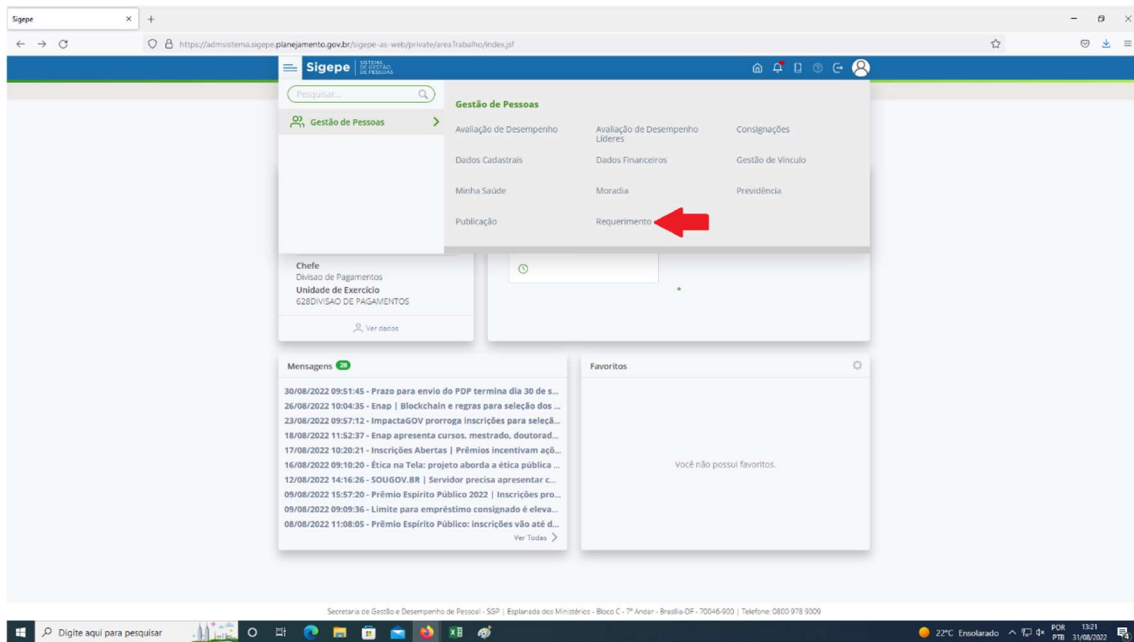 Sigepe
https://admsistema.sigepe.planejamento.gov.br/sigepe-as-web/private/areaTrabalho/index.jsf
Sigepe SISTEMA DE GESTÃO DE PESSOAS
Pesquisar...
Gestão de Pessoas
Gestão de Pessoas
Avaliação de Desempenho
Avaliação de Desempenho Líderes
Consignações
Dados Cadastrais
Dados Financeiros
Gestão de Vínculo
Minha Saúde
Moradia
Previdência
Publicação
Requerimento
Chefe
Divisao de Pagamentos
Unidade de Exercício
628DIVISAO DE PAGAMENTOS
Ver dados
Mensagens 28
30/08/2022 09:51:45 - Prazo para envio do PDP termina dia 30 de s...
26/08/2022 10:04:35 - Enap | Blockchain e regras para seleção dos ...
23/08/2022 09:57:12 - ImpactaGOV prorroga inscrições para seleçã...
18/08/2022 11:52:37 - Enap apresenta cursos, mestrado, doutorad...
17/08/2022 10:20:21 - Inscrições Abertas | Prêmios incentivam açõ...
16/08/2022 09:10:20 - Ética na Tela: projeto aborda a ética pública ...
12/08/2022 14:16:26 - SOUGOV.BR | Servidor precisa apresentar c...
09/08/2022 15:57:20 - Prêmio Espírito Público 2022 | Inscrições pro...
09/08/2022 09:09:36 - Limite para empréstimo consignado é eleva...
08/08/2022 11:08:05 - Prêmio Espírito Público: inscrições vão até d...
Ver Todas
Favoritos
Você não possui favoritos.
Secretaria de Gestão e Desempenho de Pessoal - SGP | Esplanada dos Ministérios - Bloco C - 7º Andar - Brasília-DF - 70046-900 | Telefone: 0800 978 9009
Digite aqui para pesquisar
22°C Ensolarado
POR
PTB
13:21
31/08/2022